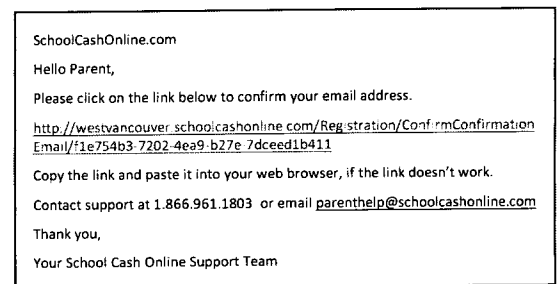 SchoolCashOnline.com
Hello Parent,
Please click on the link below to confirm your email address.
http://westvancouver.schoolcashonline.com/Registration/ConfirmConfirmation
Email/f1e754b3-7202-4ea9-b27e-7dceed1b411
Copy the link and paste it into your web browser, if the link doesn't work.
Contact support at 1.866.961.1803 or email parenthelp@schoolcashonline.com
Thank you,
Your School Cash Online Support Team